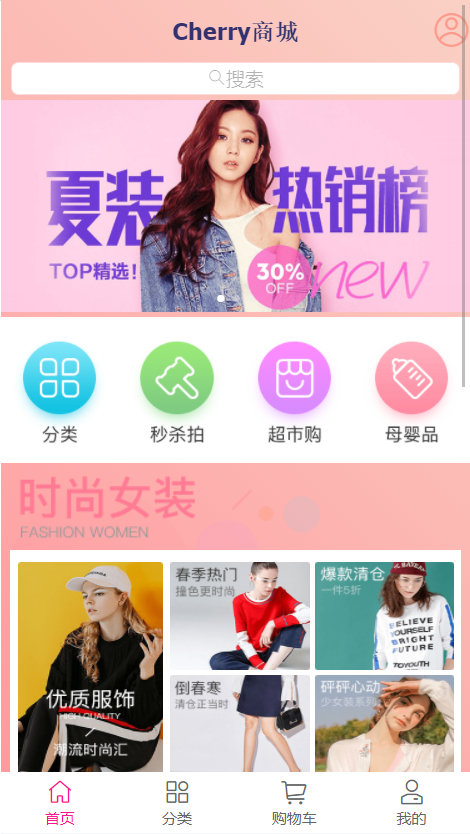 Cherry商城
搜索
夏装 热销榜
TOP精选！
30%
OFF
new
分类
秒杀拍
超市购
母婴品
时尚女装
FASHION WOMEN
优质服饰
HIGH QUALITY
潮流时尚汇
春季热门
撞色更时尚
爆款清仓
一件5折
BELIEVE
YOURSELF
BRIGHT
FUTURE
TOYOUTH
倒春寒
清仓正当时
砰砰心动
少女装系列
首页
分类
购物车
我的